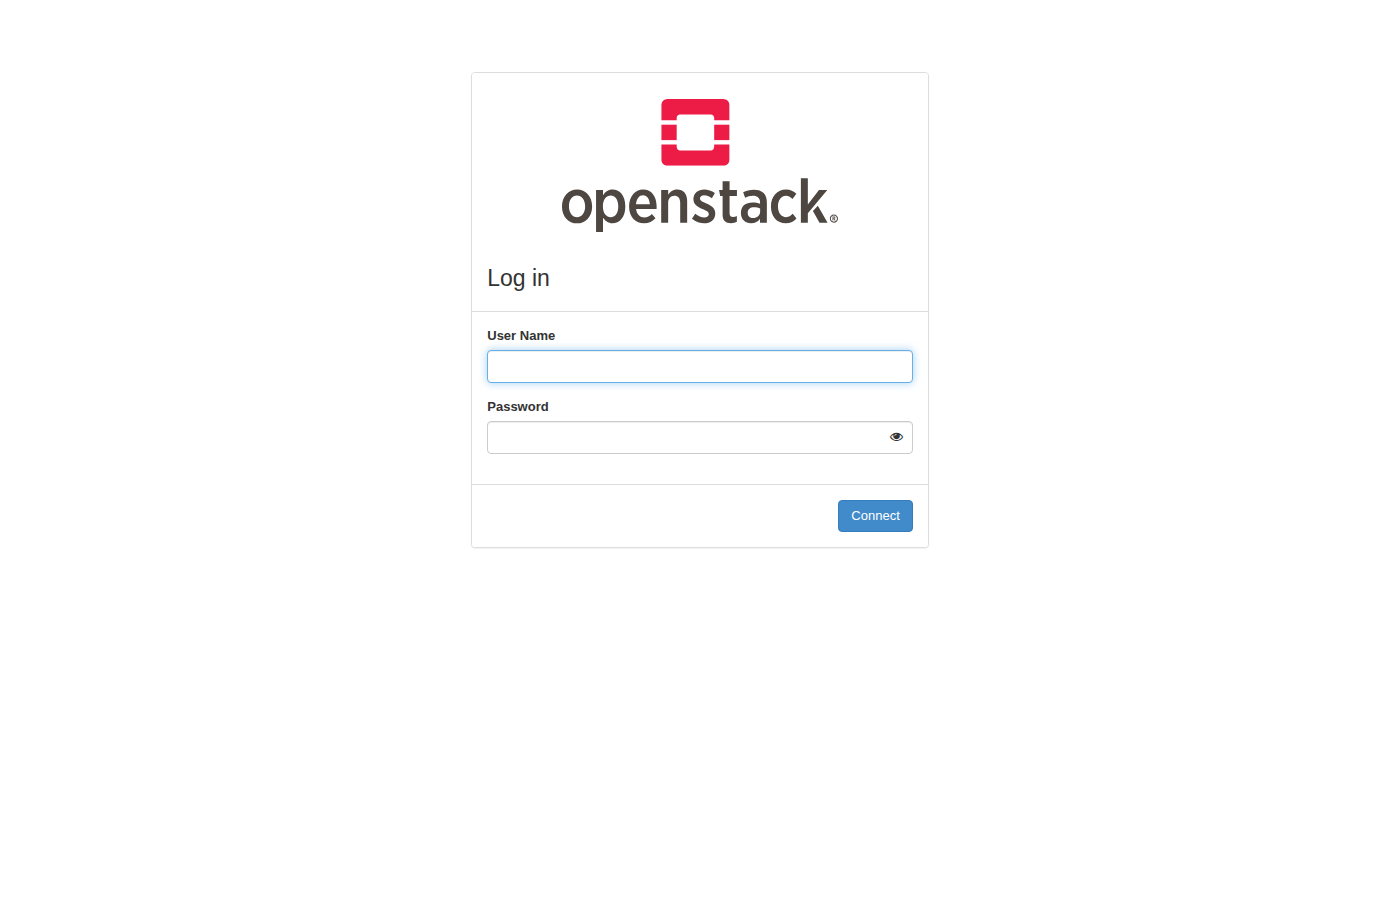 openstack®
Log in
User Name
Password
Connect